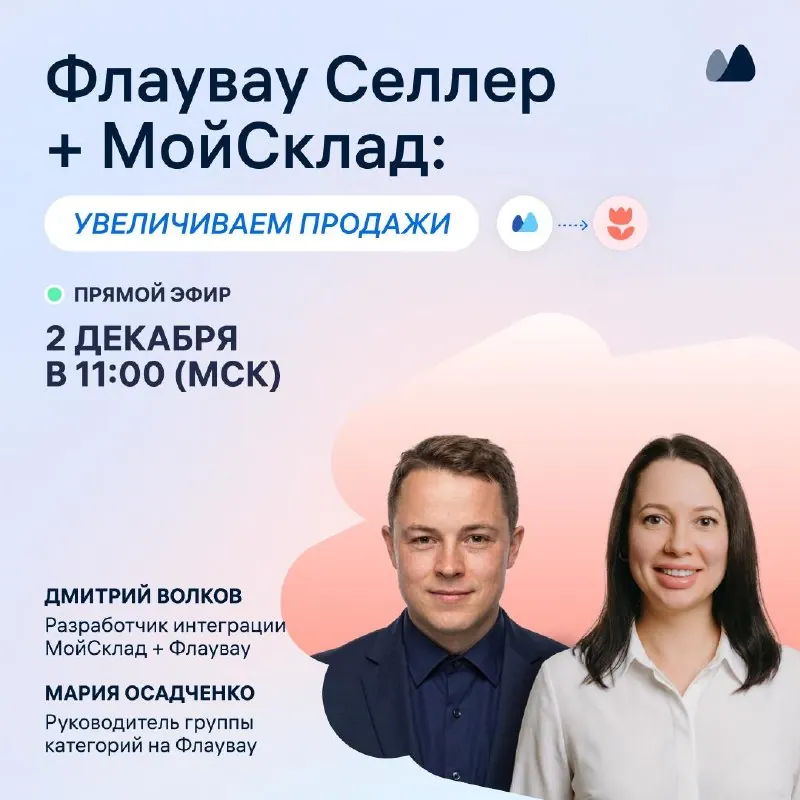 Флаувау Селлер
+ МойСклад:
УВЕЛИЧИВАЕМ ПРОДАЖИ
ПРЯМОЙ ЭФИР
2 ДЕКАБРЯ
В 11:00 (МСК)
ДМИТРИЙ ВОЛКОВ
Разработчик интеграции
МойСклад + Флаувау
МАРИЯ ОСАДЧЕНКО
Руководитель группы
категорий на Флаувау